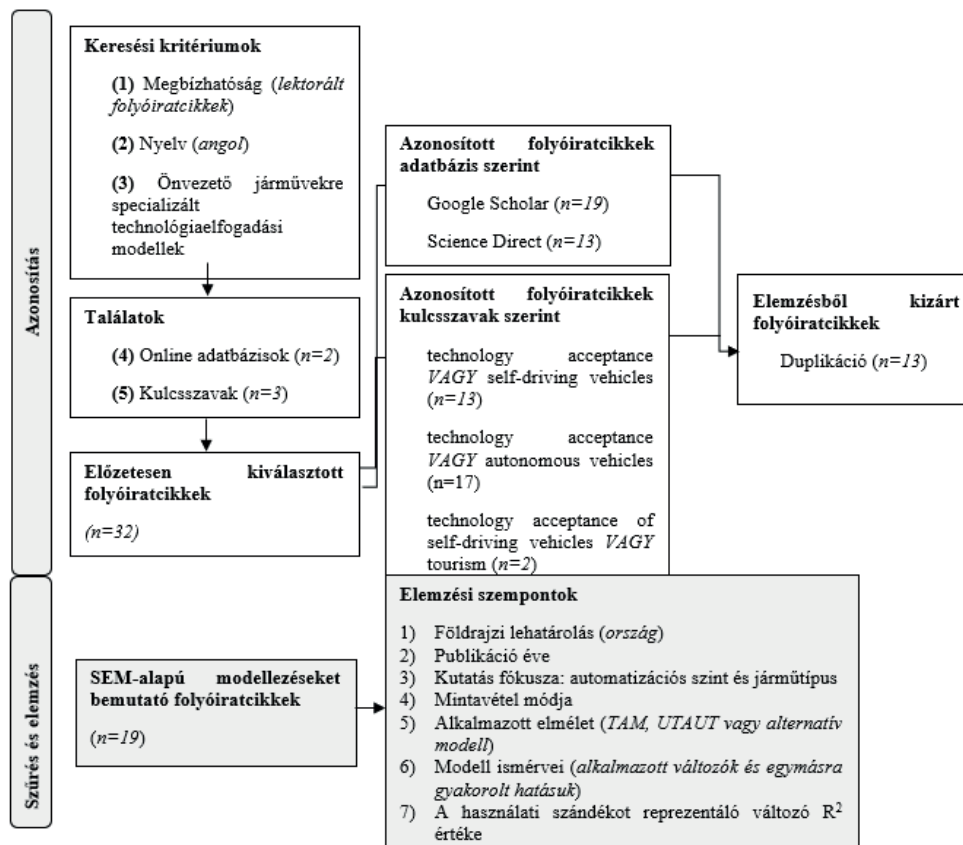 Azonosítás
Keresési kritériumok
(1) Megbízhatóság (lektorált
folyóiratcikkek)
(2) Nyelv (angol)
(3) Önvezető járművekre
specializált
technológiaelfogadási
modellek
Találatok
(4) Online adatbázisok (n=2)
(5) Kulcsszavak (n=3)
Előzetesen kiválasztott
folyóiratcikkek
(n=32)
Azonosított folyóiratcikkek
adatbázis szerint
Google Scholar (n=19)
Science Direct (n=13)
Azonosított folyóiratcikkek
kulcsszavak szerint
technology acceptance
VAGY self-driving vehicles
(n=13)
technology acceptance
VAGY autonomous vehicles
(n=17)
technology acceptance of
self-driving vehicles VAGY
tourism (n=2)
Elemzésből kizárt
folyóiratcikkek
Duplikáció (n=13)
Szűrés és elemzés
SEM-alapú modellezéseket
bemutató folyóiratcikkek
(n=19)
Elemzési szempontok
1) Földrajzi lehatárolás (ország)
2) Publikáció éve
3) Kutatás fókusza: automatizációs szint és járműtípus
4) Mintavétel módja
5) Alkalmazott elmélet (TAM, UTAUT vagy alternatív
modell)
6) Modell ismérvei (alkalmazott változók és egymásra
gyakorolt hatásuk)
7) A használati szándékot reprezentáló változó R²
értéke